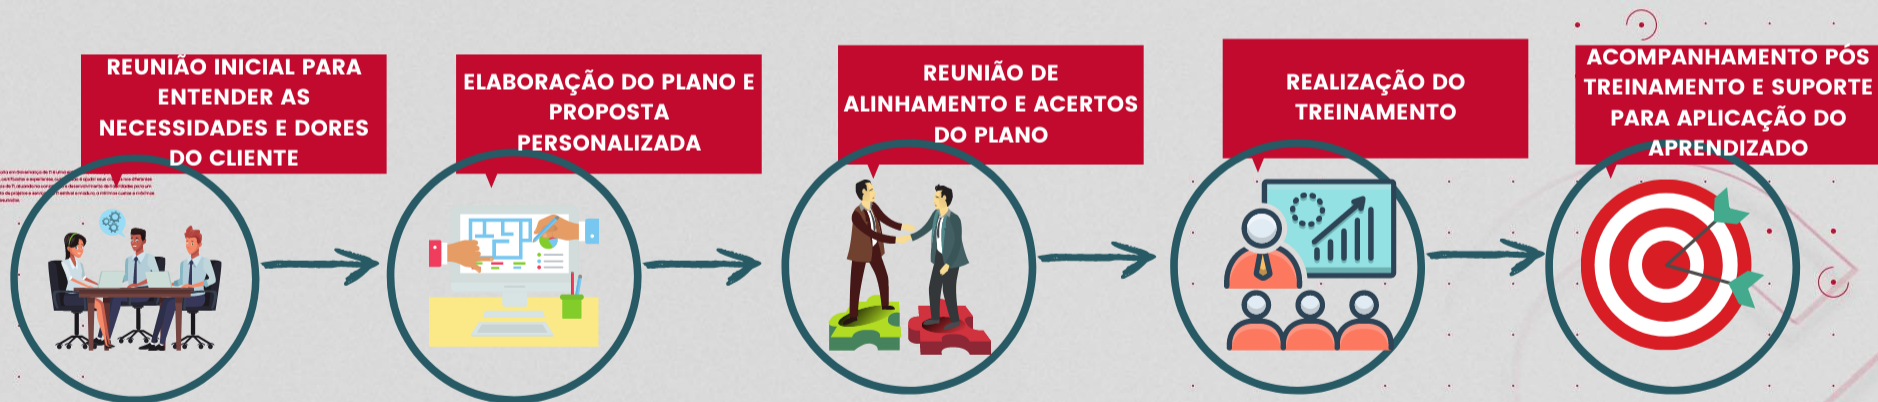 REUNIÃO INICIAL PARA
ENTENDER AS
NECESSIDADES E DORES
DO CLIENTE
ELABORAÇÃO DO PLANO E
PROPOSTA
PERSONALIZADA
REUNIÃO DE
ALINHAMENTO E ACERTOS
DO PLANO
REALIZAÇÃO DO
TREINAMENTO
ACOMPANHAMENTO PÓS
TREINAMENTO E SUPORTE
PARA APLICAÇÃO DO
APRENDIZADO